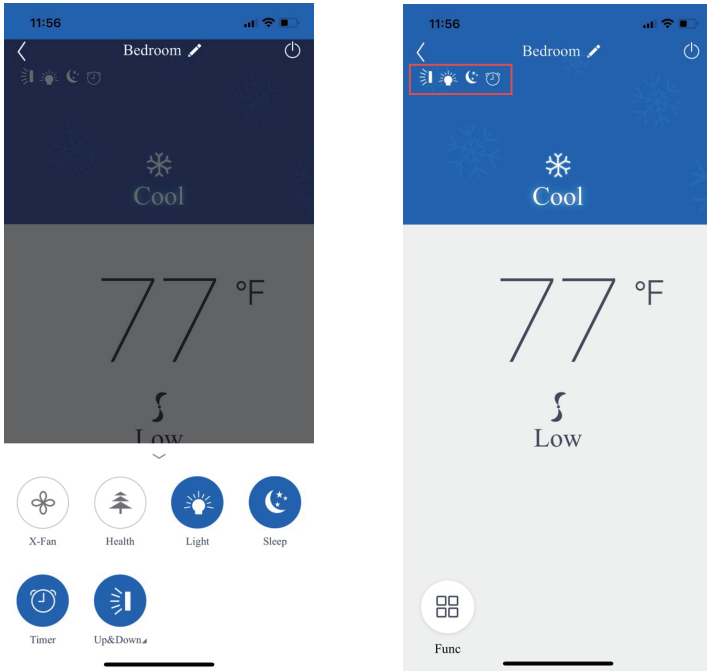 11:56
Bedroom
Cool
77 °F
Low
X-Fan
Health
Light
Sleep
Timer
Up&Down
11:56
Bedroom
Cool
77 °F
Low
Func